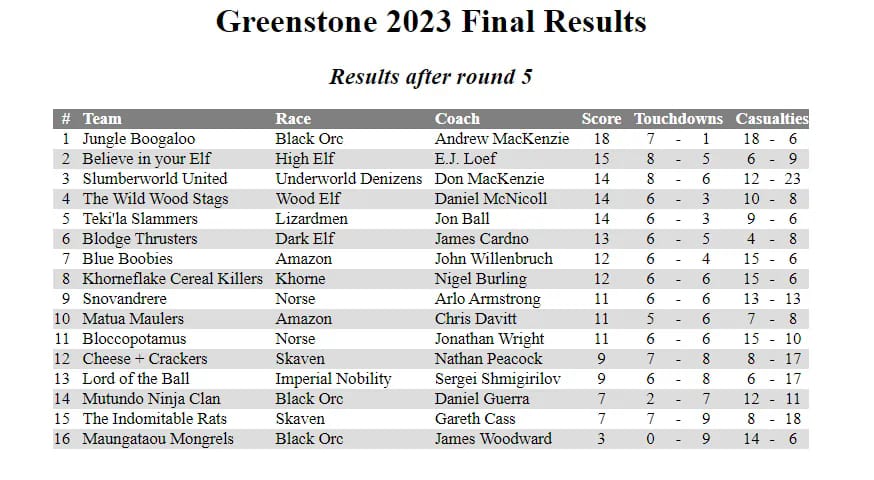 Greenstone 2023 Final Results
Results after round 5
# Team Race Coach Score Touchdowns Casualties
1 Jungle Boogaloo Black Orc Andrew MacKenzie 18 7 - 1 18 - 6
2 Believe in your Elf High Elf E.J. Loef 15 8 - 5 6 - 9
3 Slumberworld United Underworld Denizens Don MacKenzie 14 8 - 6 12 - 23
4 The Wild Wood Stags Wood Elf Daniel McNicoll 14 6 - 3 10 - 8
5 Teki'la Slammers Lizardmen Jon Ball 14 6 - 3 9 - 6
6 Blodge Thrusters Dark Elf James Cardno 13 6 - 5 4 - 8
7 Blue Boobies Amazon John Willenbruch 12 6 - 4 15 - 6
8 Khorneflake Cereal Killers Khorne Nigel Burling 12 6 - 6 15 - 6
9 Snovandrere Norse Arlo Armstrong 11 6 - 6 13 - 13
10 Matua Maulers Amazon Chris Davitt 11 5 - 6 7 - 8
11 Bloccopotamus Norse Jonathan Wright 11 6 - 6 15 - 10
12 Cheese + Crackers Skaven Nathan Peacock 9 7 - 8 8 - 17
13 Lord of the Ball Imperial Nobility Sergei Shmigirilov 9 6 - 8 6 - 17
14 Mutundo Ninja Clan Black Orc Daniel Guerra 7 2 - 7 12 - 11
15 The Indomitable Rats Skaven Gareth Cass 7 7 - 9 8 - 18
16 Maungataou Mongrels Black Orc James Woodward 3 0 - 9 14 - 6